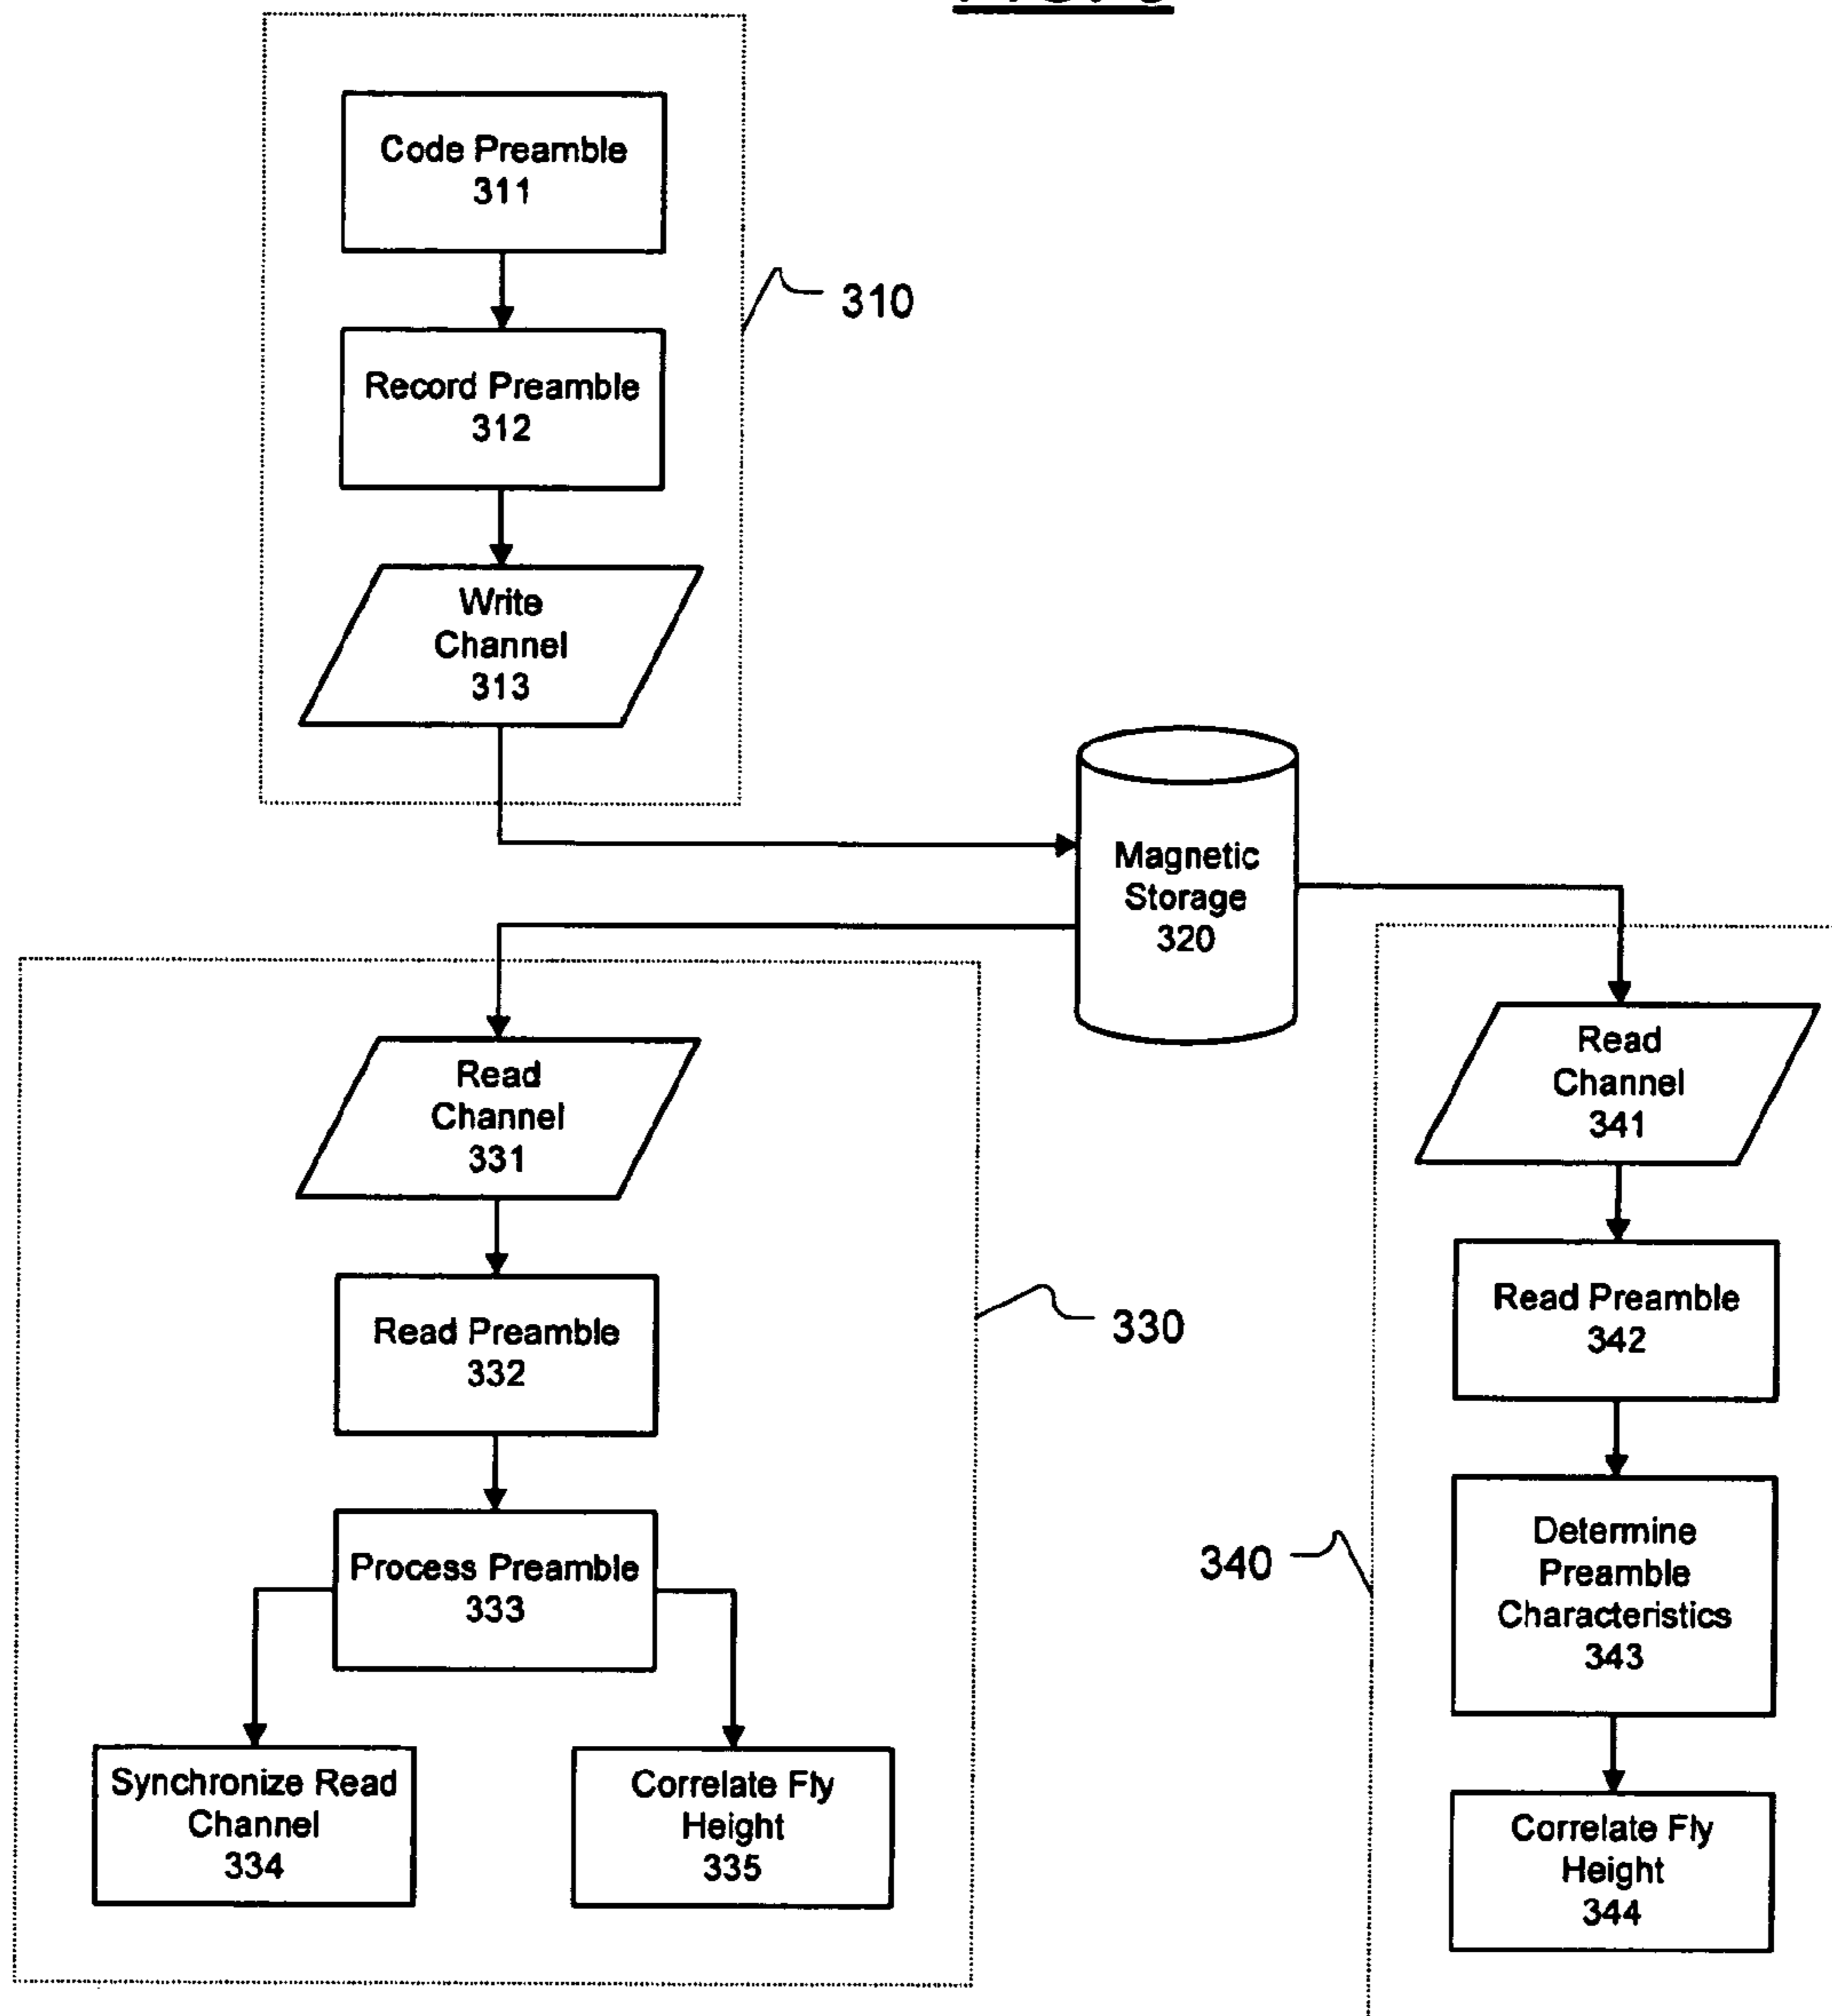 Code Preamble
311
310
Record Preamble
312
Write
Channel
313
Magnetic
Storage
320
Read
Channel
331
Read Preamble
332
330
Process Preamble
333
Synchronize Read
Channel
334
Correlate Fly
Height
335
Read
Channel
341
Read Preamble
342
340
Determine
Preamble
Characteristics
343
Correlate Fly
Height
344